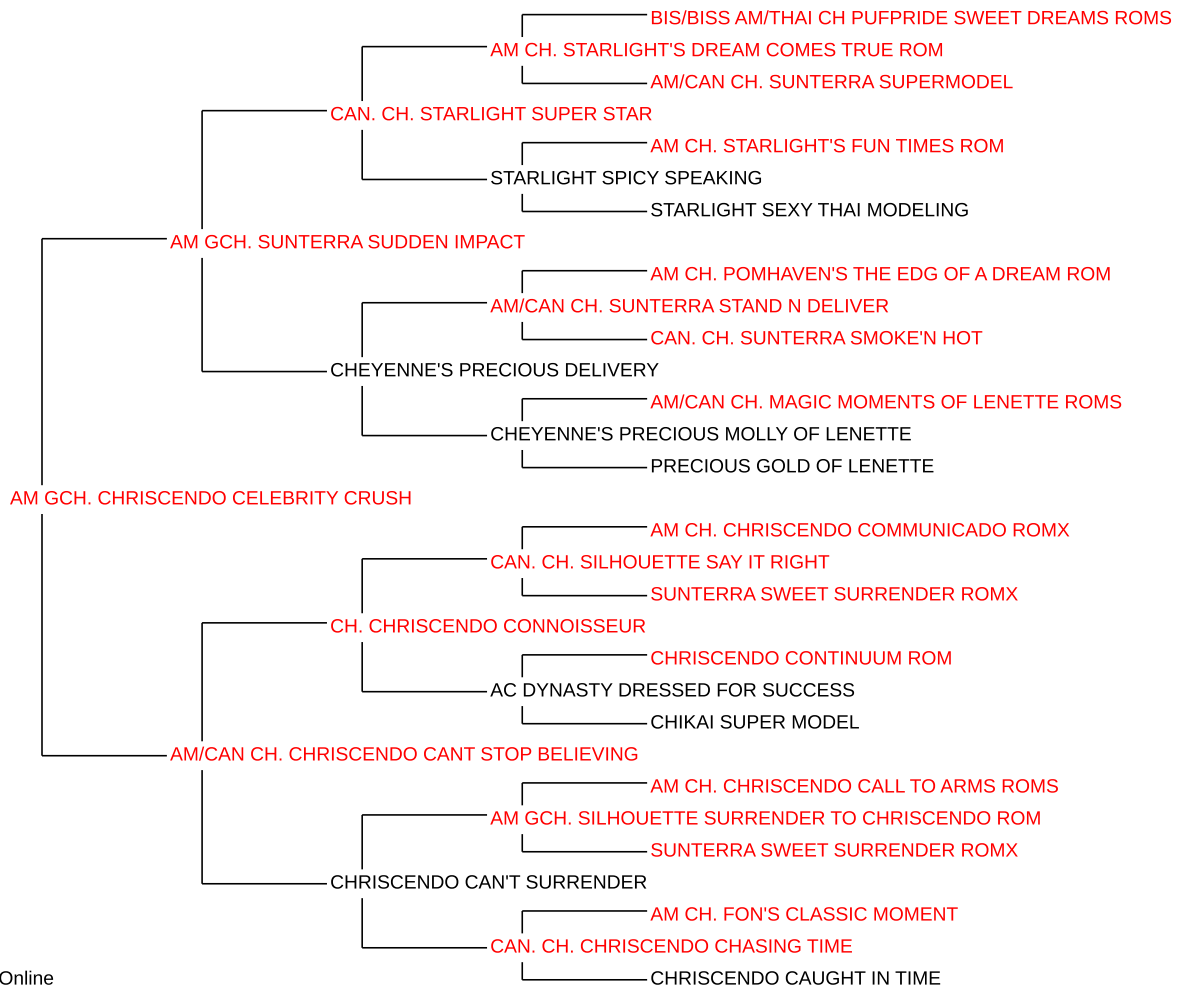 BIS/BISS AM/THAI CH PUFPRIDE SWEET DREAMS ROMS
AM CH. STARLIGHT'S DREAM COMES TRUE ROM
AM/CAN CH. SUNTERRA SUPERMODEL
CAN. CH. STARLIGHT SUPER STAR
AM CH. STARLIGHT'S FUN TIMES ROM
STARLIGHT SPICY SPEAKING
STARLIGHT SEXY THAI MODELING
AM GCH. SUNTERRA SUDDEN IMPACT
AM CH. POMHAVEN'S THE EDG OF A DREAM ROM
AM/CAN CH. SUNTERRA STAND N DELIVER
CAN. CH. SUNTERRA SMOKE'N HOT
CHEYENNE'S PRECIOUS DELIVERY
AM/CAN CH. MAGIC MOMENTS OF LENETTE ROMS
CHEYENNE'S PRECIOUS MOLLY OF LENETTE
PRECIOUS GOLD OF LENETTE
AM GCH. CHRISCENDO CELEBRITY CRUSH
AM CH. CHRISCENDO COMMUNICADO ROMX
CAN. CH. SILHOUETTE SAY IT RIGHT
SUNTERRA SWEET SURRENDER ROMX
CH. CHRISCENDO CONNOISSEUR
CHRISCENDO CONTINUUM ROM
AC DYNASTY DRESSED FOR SUCCESS
CHIKAI SUPER MODEL
AM/CAN CH. CHRISCENDO CANT STOP BELIEVING
AM CH. CHRISCENDO CALL TO ARMS ROMS
AM GCH. SILHOUETTE SURRENDER TO CHRISCENDO ROM
SUNTERRA SWEET SURRENDER ROMX
CHRISCENDO CAN'T SURRENDER
AM CH. FON'S CLASSIC MOMENT
CAN. CH. CHRISCENDO CHASING TIME
CHRISCENDO CAUGHT IN TIME
Online